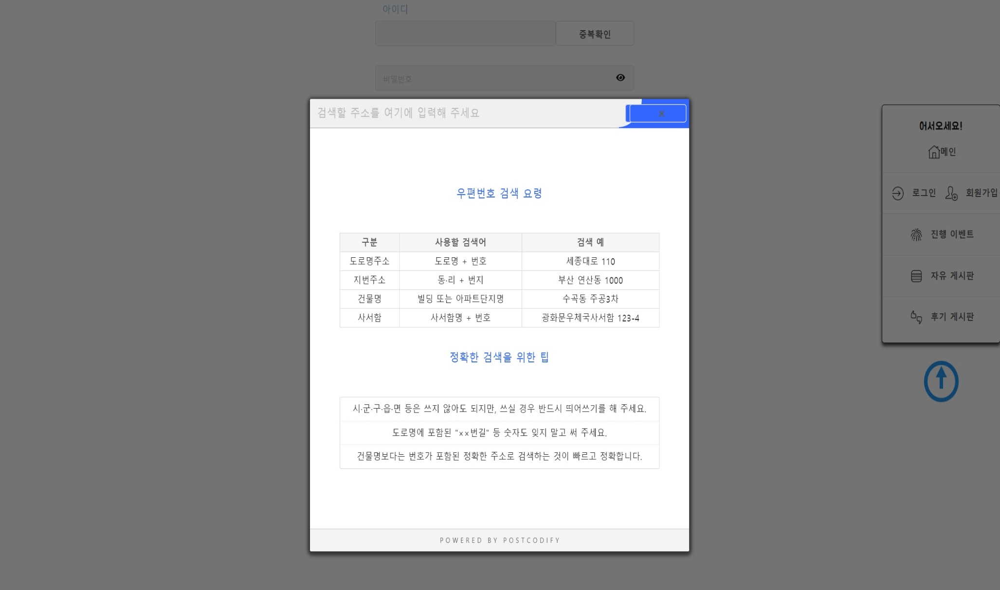 아이디
중복확인
비밀번호
검색할 주소를 여기에 입력해 주세요
x
우편번호 검색 요령
구분 사용할 검색어 검색 예
도로명주소 도로명 + 번호 세종대로 110
지번주소 동·리 + 번지 부산 연산동 1000
건물명 빌딩 또는 아파트단지명 수곡동 주공3차
사서함 사서함명 + 번호 광화문우체국사서함 123-4
정확한 검색을 위한 팁
시·군·구·읍·면 등은 쓰지 않아도 되지만, 쓰실 경우 반드시 띄어쓰기를 해 주세요.
도로명에 포함된 "××번길" 등 숫자도 잊지 말고 써 주세요.
건물명보다는 번호가 포함된 정확한 주소로 검색하는 것이 빠르고 정확합니다.
POWERED BY POSTCODIFY
어서오세요!
메인
로그인 회원가입
진행 이벤트
자유 게시판
후기 게시판